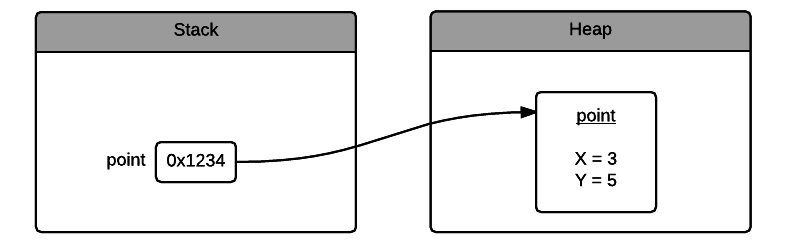 Stack
Heap
point 0x1234
point
X = 3
Y = 5